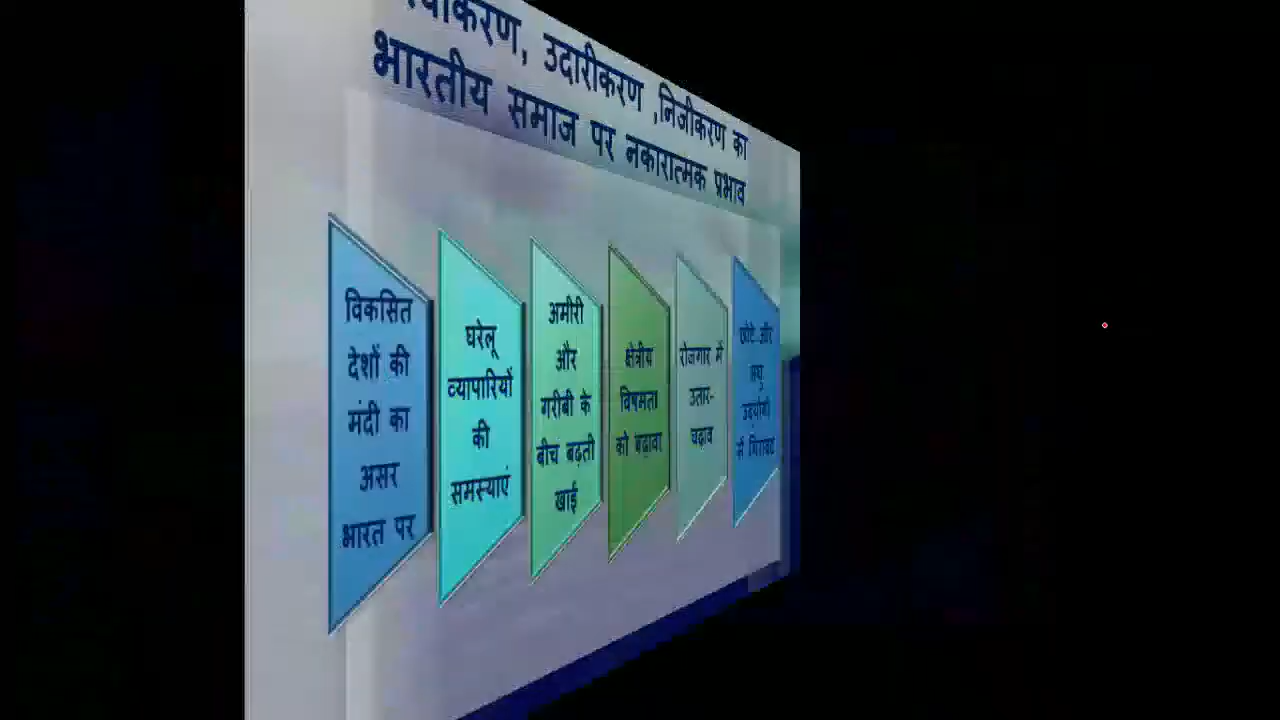 उदारीकरण ,निजीकरण का
भारतीय समाज पर नकारात्मक प्रभाव
विकसित
देशों की
मंदी का
असर
भारत पर
घरेलू
व्यापारियों
की
समस्याएं
अमीरी
और
गरीबी के
बीच बढ़ती
खाई
क्षेत्रीय
विषमता
को बढ़ावा
रोजगार में
उतार-
चढ़ाव
छोटे और
लघु
उद्योगों
में गिरावट